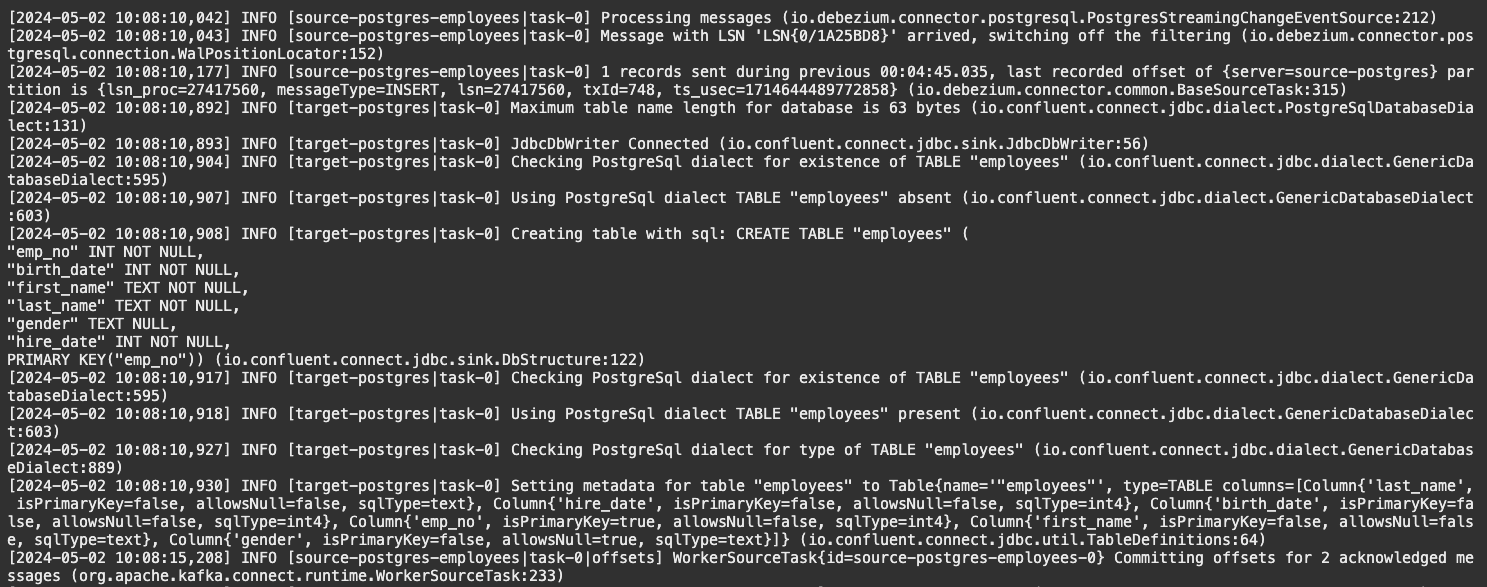 [2024-05-02 10:08:10,042] INFO [source-postgres-employees|task-0] Processing messages (io.debezium.connector.postgresql.PostgresStreamingChangeEventSource:212)
[2024-05-02 10:08:10,043] INFO [source-postgres-employees|task-0] Message with LSN 'LSN{0/1A25BD8}' arrived, switching off the filtering (io.debezium.connector.pos
tgresql.connection.WalPositionLocator:152)
[2024-05-02 10:08:10,177] INFO [source-postgres-employees|task-0] 1 records sent during previous 00:04:45.035, last recorded offset of {server=source-postgres} par
tition is {lsn_proc=27417560, messageType=INSERT, lsn=27417560, txId=748, ts_usec=1714644489772858} (io.debezium.connector.common.BaseSourceTask:315)
[2024-05-02 10:08:10,892] INFO [target-postgres|task-0] Maximum table name length for database is 63 bytes (io.confluent.connect.jdbc.dialect.PostgreSqlDatabaseDia
lect:131)
[2024-05-02 10:08:10,893] INFO [target-postgres|task-0] JdbcDbWriter Connected (io.confluent.connect.jdbc.sink.JdbcDbWriter:56)
[2024-05-02 10:08:10,904] INFO [target-postgres|task-0] Checking PostgreSql dialect for existence of TABLE "employees" (io.confluent.connect.jdbc.dialect.GenericDa
tabaseDialect:595)
[2024-05-02 10:08:10,907] INFO [target-postgres|task-0] Using PostgreSql dialect TABLE "employees" absent (io.confluent.connect.jdbc.dialect.GenericDatabaseDialect
:603)
[2024-05-02 10:08:10,908] INFO [target-postgres|task-0] Creating table with sql: CREATE TABLE "employees" (
"emp_no" INT NOT NULL,
"birth_date" INT NOT NULL,
"first_name" TEXT NOT NULL,
"last_name" TEXT NOT NULL,
"gender" TEXT NULL,
"hire_date" INT NOT NULL,
PRIMARY KEY("emp_no")) (io.confluent.connect.jdbc.sink.DbStructure:122)
[2024-05-02 10:08:10,917] INFO [target-postgres|task-0] Checking PostgreSql dialect for existence of TABLE "employees" (io.confluent.connect.jdbc.dialect.GenericDa
tabaseDialect:595)
[2024-05-02 10:08:10,918] INFO [target-postgres|task-0] Using PostgreSql dialect TABLE "employees" present (io.confluent.connect.jdbc.dialect.GenericDatabaseDialec
t:603)
[2024-05-02 10:08:10,927] INFO [target-postgres|task-0] Checking PostgreSql dialect for type of TABLE "employees" (io.confluent.connect.jdbc.dialect.GenericDatabas
eDialect:889)
[2024-05-02 10:08:10,930] INFO [target-postgres|task-0] Setting metadata for table "employees" to Table{name='"employees"', type=TABLE columns=[Column{'last_name',
 isPrimaryKey=false, allowsNull=false, sqlType=text}, Column{'hire_date', isPrimaryKey=false, allowsNull=false, sqlType=int4}, Column{'birth_date', isPrimaryKey=fa
lse, allowsNull=false, sqlType=int4}, Column{'emp_no', isPrimaryKey=true, allowsNull=false, sqlType=int4}, Column{'first_name', isPrimaryKey=false, allowsNull=fals
e, sqlType=text}, Column{'gender', isPrimaryKey=false, allowsNull=true, sqlType=text}]} (io.confluent.connect.jdbc.util.TableDefinitions:64)
[2024-05-02 10:08:15,208] INFO [source-postgres-employees|task-0|offsets] WorkerSourceTask{id=source-postgres-employees-0} Committing offsets for 2 acknowledged me
ssages (org.apache.kafka.connect.runtime.WorkerSourceTask:233)